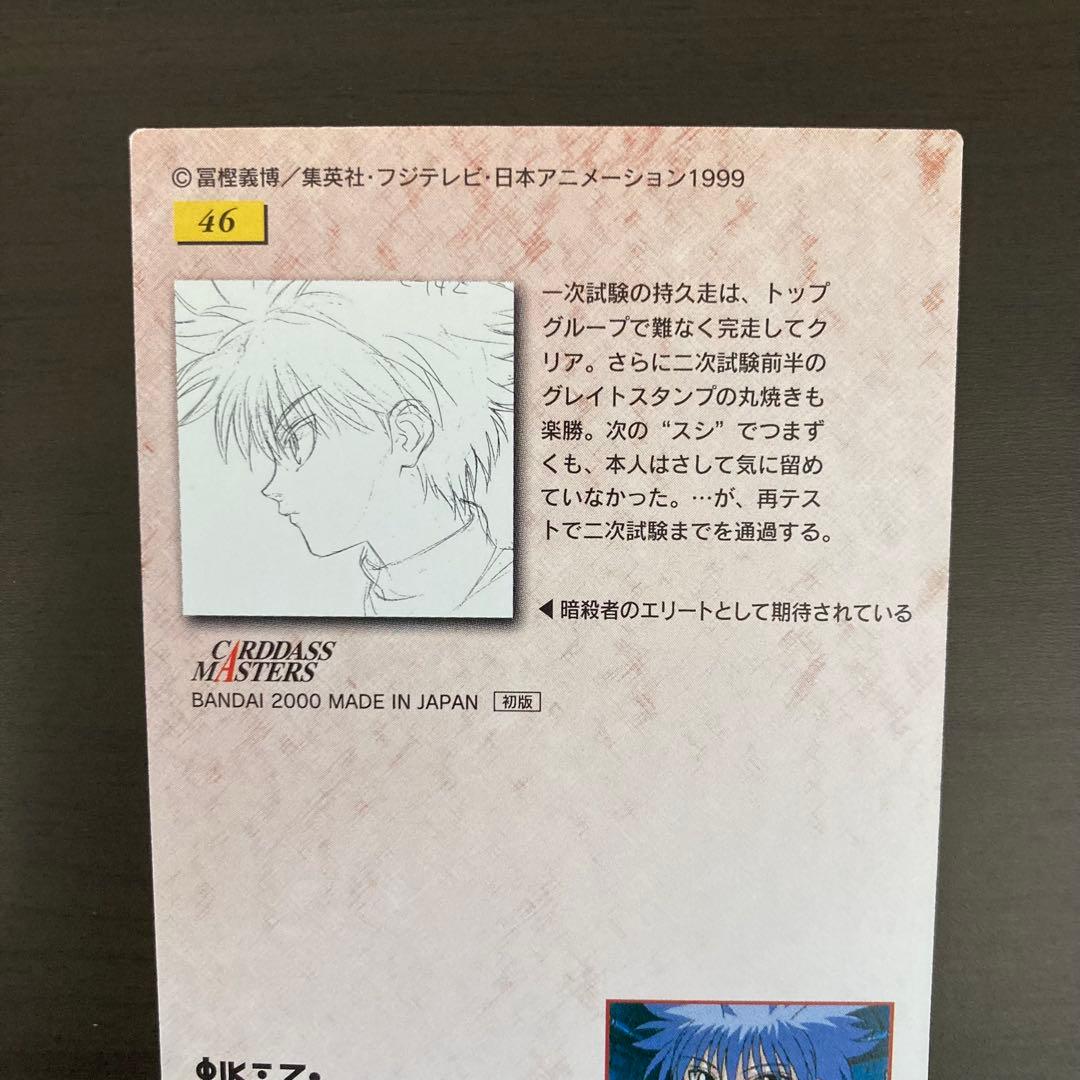 ©冨樫義博／集英社・フジテレビ・日本アニメーション1999
46
一次試験の持久走は、トップ
グループで難なく完走してク
リア。さらに二次試験前半の
グレイトスタンプの丸焼きも
楽勝。次の“スシ”でつまず
くも、本人はさして気に留め
ていなかった。…が、再テス
トで二次試験までを通過する。
◀暗殺者のエリートとして期待されている
CARDDASS
MASTERS
BANDAI 2000 MADE IN JAPAN 初版